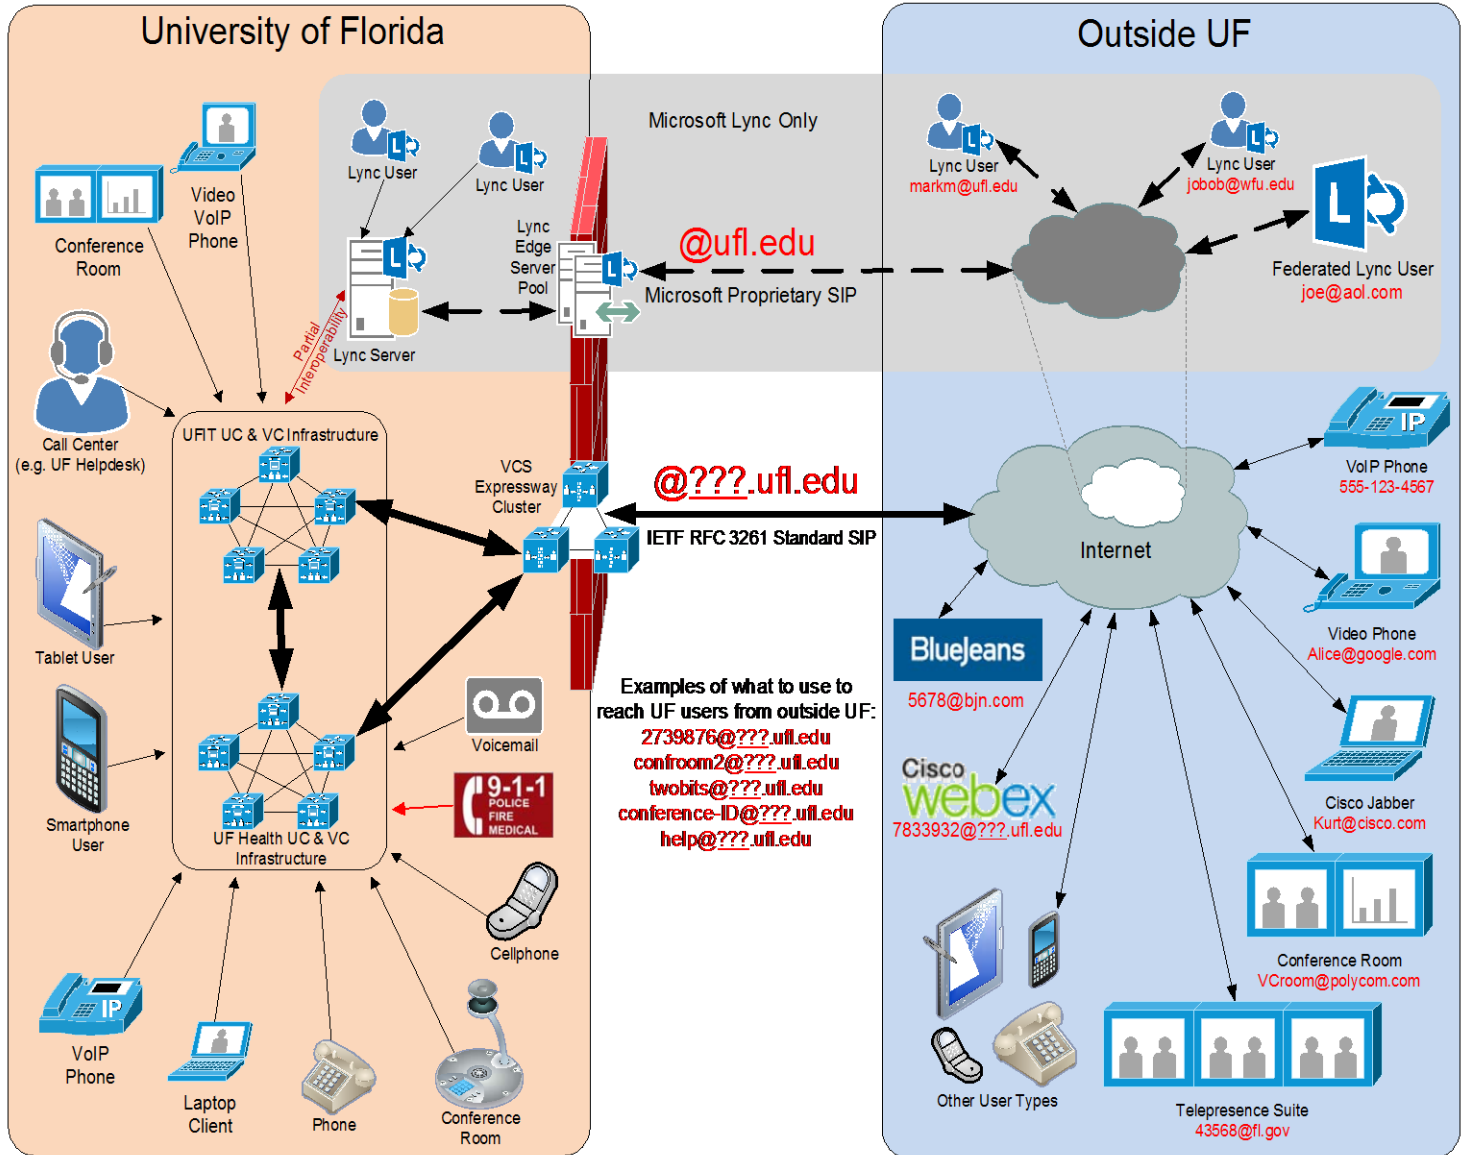 University of Florida
Outside UF
Microsoft Lync Only
Lync User
Lync User
Lync User
markm@ufl.edu
Lync User
jobob@wfu.edu
Video
VoIP
Phone
Conference
Room
Lync
Edge
Server
Pool
@ufl.edu
Microsoft Proprietary SIP
Federated Lync User
joe@aol.com
Partial
Interoperability
Lync Server
Call Center
(e.g. UF Helpdesk)
UFIT UC & VC Infrastructure
VCS
Expressway
Cluster
@???.ufl.edu
IETF RFC 3261 Standard SIP
Internet
IP
VoIP Phone
555-123-4567
Video Phone
Alice@google.com
BlueJeans
5678@bjn.com
Tablet User
Smartphone
User
Voicemail
9-1-1
POLICE
FIRE
MEDICAL
UF Health UC & VC
Infrastructure
Examples of what to use to
reach UF users from outside UF:
2739876@???.ufl.edu
confroom2@???.ufl.edu
twobits@???.ufl.edu
conference-ID@???.ufl.edu
help@???.ufl.edu
Cisco
webex
7833932@???.ufl.edu
Cisco Jabber
Kurt@cisco.com
Conference Room
VCroom@polycom.com
Cellphone
IP
VoIP
Phone
Laptop
Client
Phone
Conference
Room
Other User Types
Telepresence Suite
43568@fl.gov